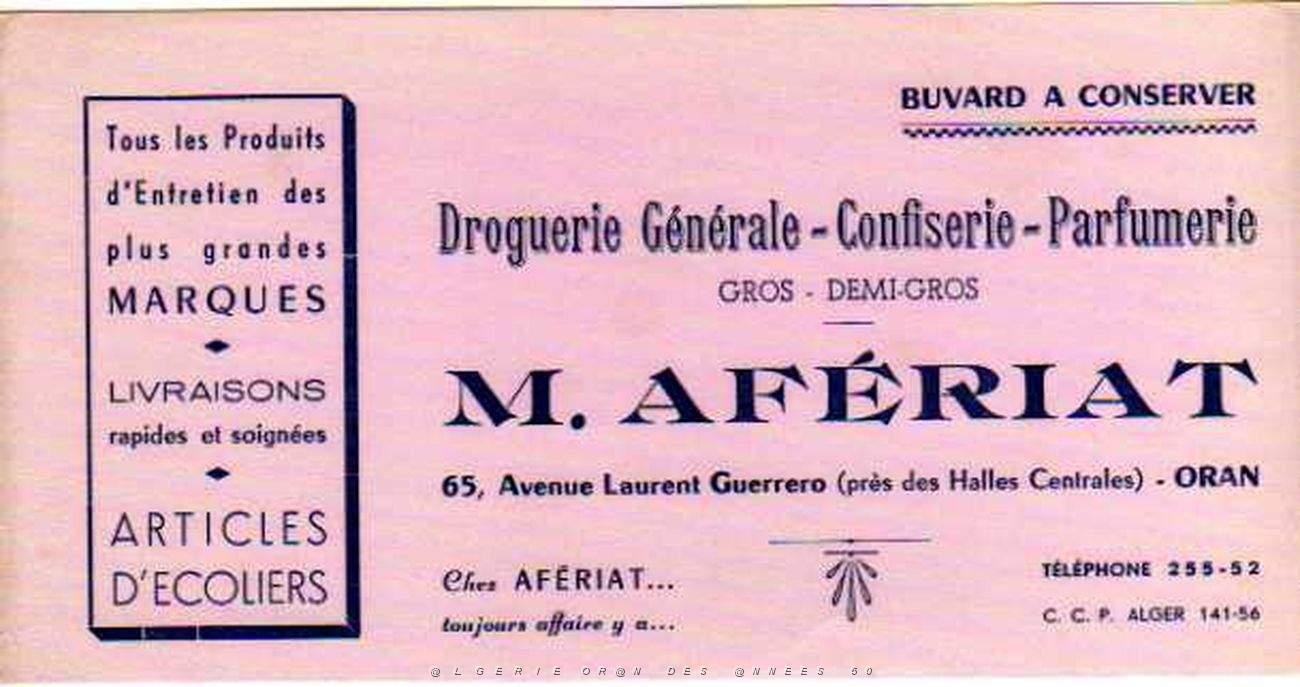 Tous les Produits
d'Entretien des
plus grandes
MARQUES
LIVRAISONS
rapides et soignées
ARTICLES
D'ECOLIERS
BUVARD A CONSERVER
Droguerie Générale - Confiserie - Parfumerie
GROS - DEMI-GROS
M. AFÉRIAT
65, Avenue Laurent Guerrero (près des Halles Centrales) - ORAN
Chez AFÉRIAT...
toujours affaire y a...
TÉLÉPHONE 255-52
C. C. P. ALGER 141-56
@LGERIE OR@N DES @NNEES 50